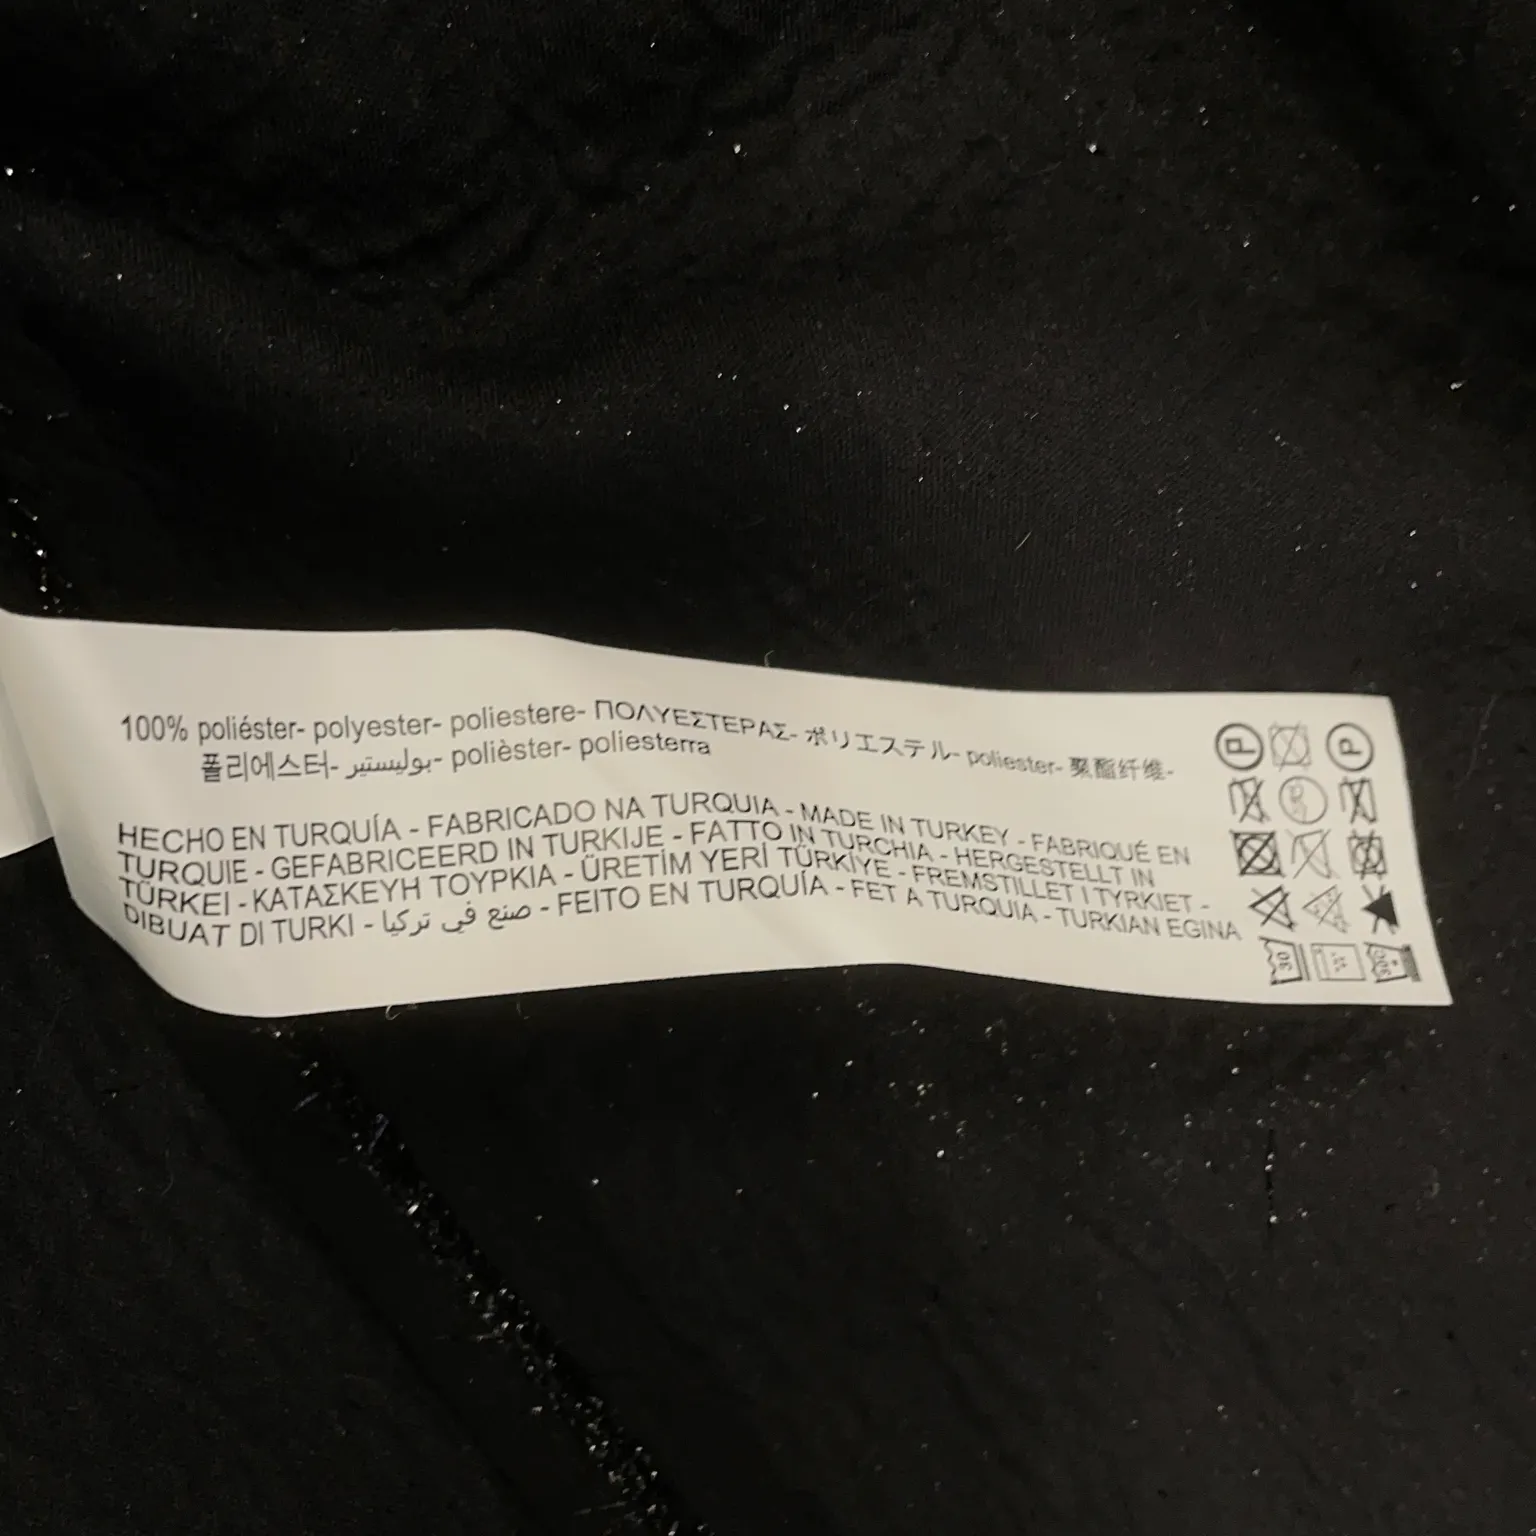 100% poliéster- polyester- poliestere- ΠΟΛΥΕΣΤΕΡΑΣ- ポリエステル- poliester- 聚酯纤维-
폴리에스터- بوليستير- polièster- poliesterra
HECHO EN TURQUÍA - FABRICADO NA TURQUIA - MADE IN TURKEY - FABRIQUÉ EN
TURQUIE - GEFABRICEERD IN TURKIJE - FATTO IN TURCHIA - HERGESTELLT IN
TÜRKEI - ΚΑΤΑΣΚΕΥΗ ΤΟΥΡΚΙΑ - ÜRETİM YERİ TÜRKİYE - FREMSTILLET I TYRKIET -
DIBUAT DI TURKI - صنع في تركيا - FEITO EN TURQUÍA - FET A TURQUIA - TURKIAN EGINA
P P
30